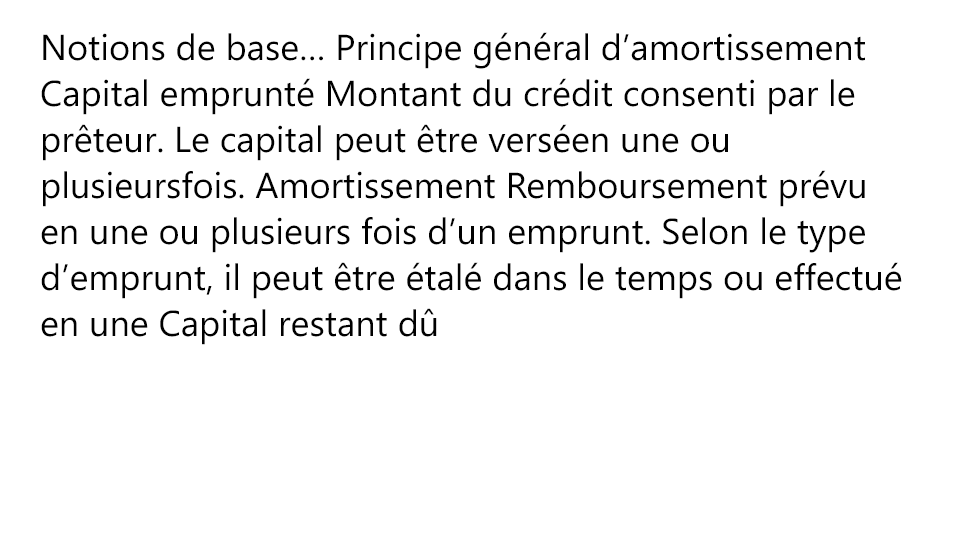 Notions de base… Principe général d’amortissement
Capital emprunté Montant du crédit consenti par le
prêteur. Le capital peut être verséen une ou
plusieursfois. Amortissement Remboursement prévu
en une ou plusieurs fois d’un emprunt. Selon le type
d’emprunt, il peut être étalé dans le temps ou effectué
en une Capital restant dû